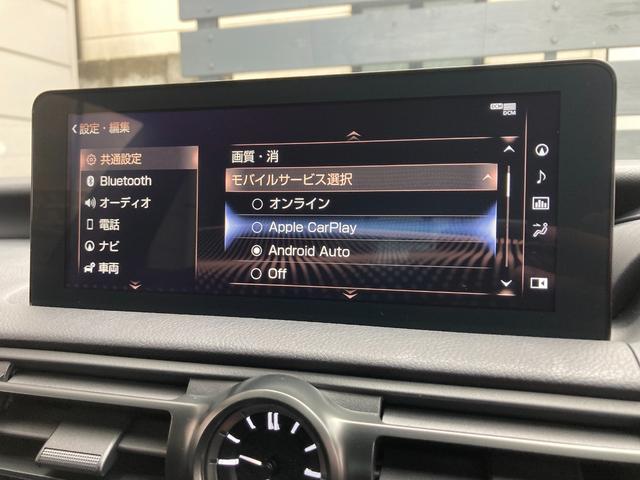 DCM
設定・編集
共通設定
Bluetooth
オーディオ
電話
ナビ
車両
画質・消
モバイルサービス選択
オンライン
Apple CarPlay
Android Auto
Off